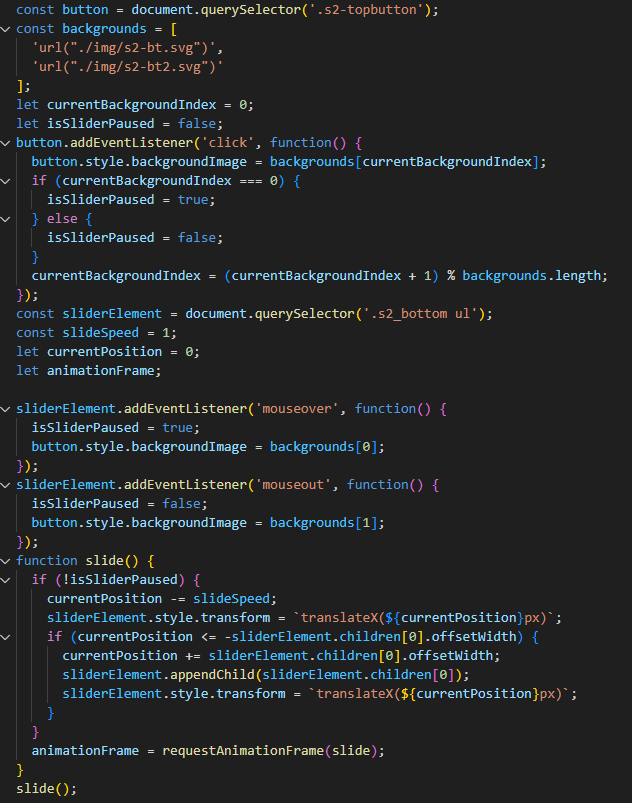 const button = document.querySelector('.s2-topbutton');
const backgrounds = [
  'url("./img/s2-bt.svg")',
  'url("./img/s2-bt2.svg")'
];
let currentBackgroundIndex = 0;
let isSliderPaused = false;
button.addEventListener('click', function() {
  button.style.backgroundImage = backgrounds[currentBackgroundIndex];
  if (currentBackgroundIndex === 0) {
    isSliderPaused = true;
  } else {
    isSliderPaused = false;
  }
  currentBackgroundIndex = (currentBackgroundIndex + 1) % backgrounds.length;
});
const sliderElement = document.querySelector('.s2_bottom ul');
const slideSpeed = 1;
let currentPosition = 0;
let animationFrame;

sliderElement.addEventListener('mouseover', function() {
  isSliderPaused = true;
  button.style.backgroundImage = backgrounds[0];
});
sliderElement.addEventListener('mouseout', function() {
  isSliderPaused = false;
  button.style.backgroundImage = backgrounds[1];
});
function slide() {
  if (!isSliderPaused) {
    currentPosition -= slideSpeed;
    sliderElement.style.transform = `translateX(${currentPosition}px)`;
    if (currentPosition <= -sliderElement.children[0].offsetWidth) {
      currentPosition += sliderElement.children[0].offsetWidth;
      sliderElement.appendChild(sliderElement.children[0]);
      sliderElement.style.transform = `translateX(${currentPosition}px)`;
    }
  }
  animationFrame = requestAnimationFrame(slide);
}
slide();